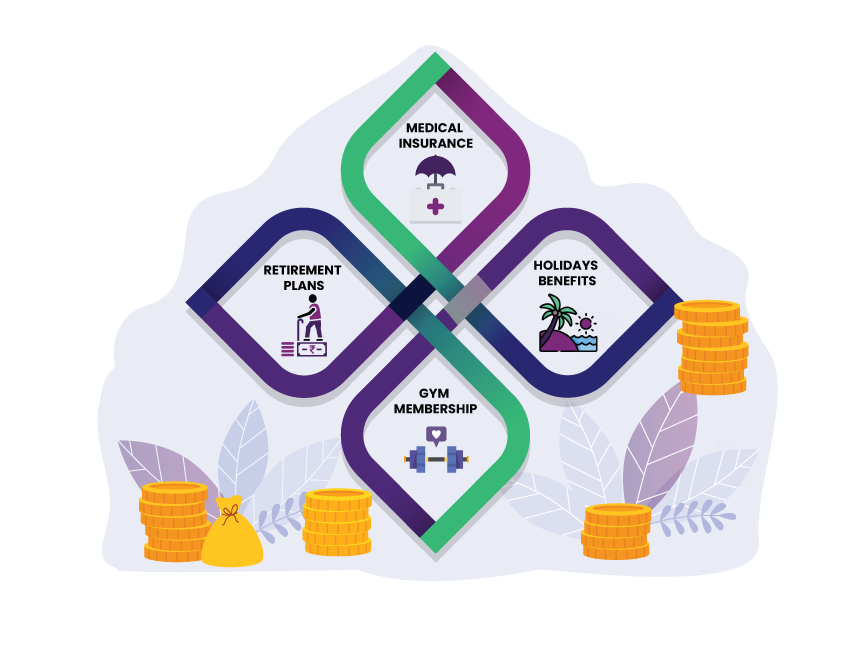 MEDICAL
INSURANCE
RETIREMENT
PLANS
HOLIDAYS
BENEFITS
₹
GYM
MEMBERSHIP